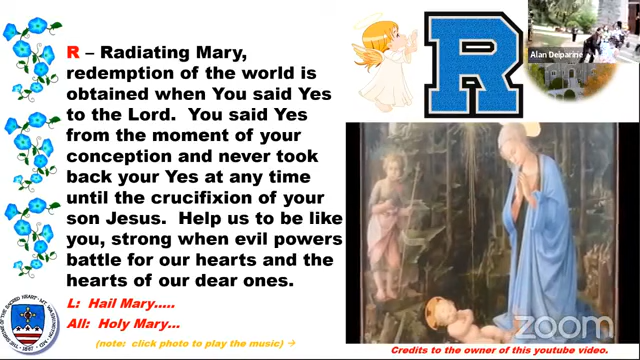 R – Radiating Mary,
redemption of the world is
obtained when You said Yes
to the Lord.  You said Yes
from the moment of your
conception and never took
back your Yes at any time
until the crucifixion of your
son Jesus.  Help us to be like
you, strong when evil powers
battle for our hearts and the
hearts of our dear ones.
L:  Hail Mary.....
All:  Holy Mary...
(note:  click photo to play the music) →
R
Alan Delparine
zoom
Credits to the owner of this youtube video.